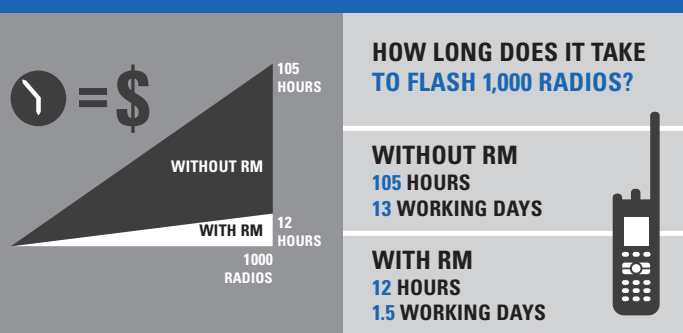 = $
105
HOURS
WITHOUT RM
WITH RM
12
HOURS
1000
RADIOS
HOW LONG DOES IT TAKE
TO FLASH 1,000 RADIOS?
WITHOUT RM
105 HOURS
13 WORKING DAYS
WITH RM
12 HOURS
1.5 WORKING DAYS